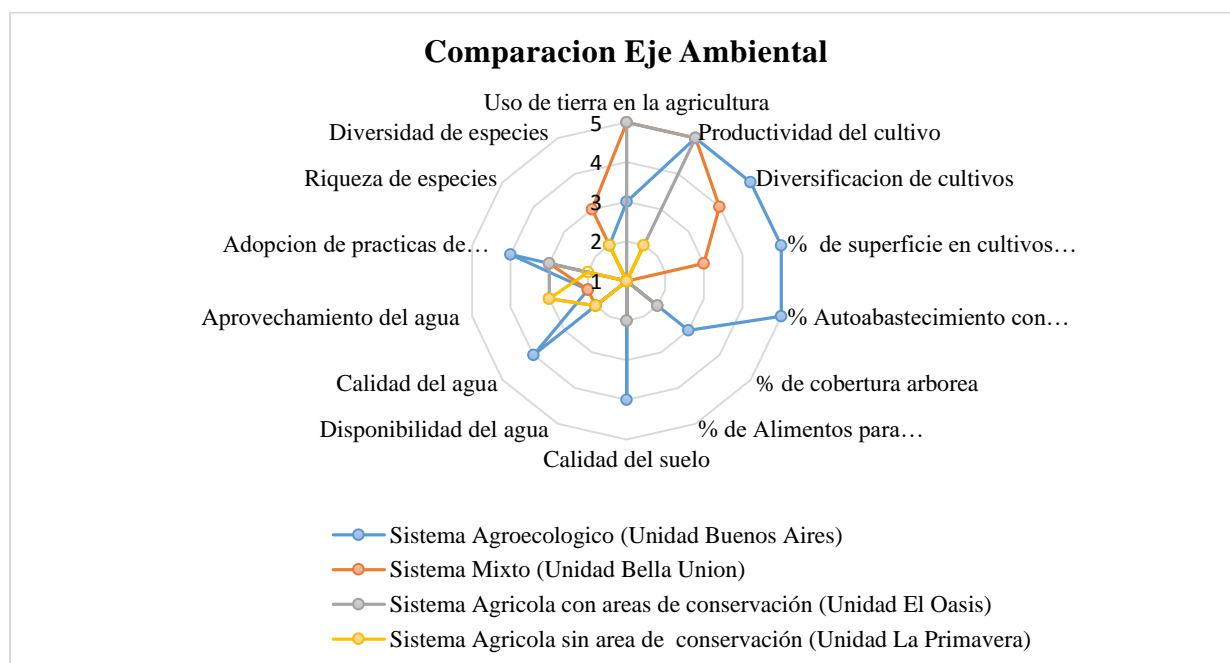 Comparacion Eje Ambiental
Uso de tierra en la agricultura
Productividad del cultivo
Diversificacion de cultivos
% de superficie en cultivos…
% Autoabastecimiento con…
% de cobertura arborea
% de Alimentos para…
Calidad del suelo
Disponibilidad del agua
Calidad del agua
Aprovechamiento del agua
Adopcion de practicas de…
Riqueza de especies
Diversidad de especies
5
4
3
2
1
Sistema Agroecologico (Unidad Buenos Aires)
Sistema Mixto (Unidad Bella Union)
Sistema Agricola con areas de conservación (Unidad El Oasis)
Sistema Agricola sin area de conservación (Unidad La Primavera)